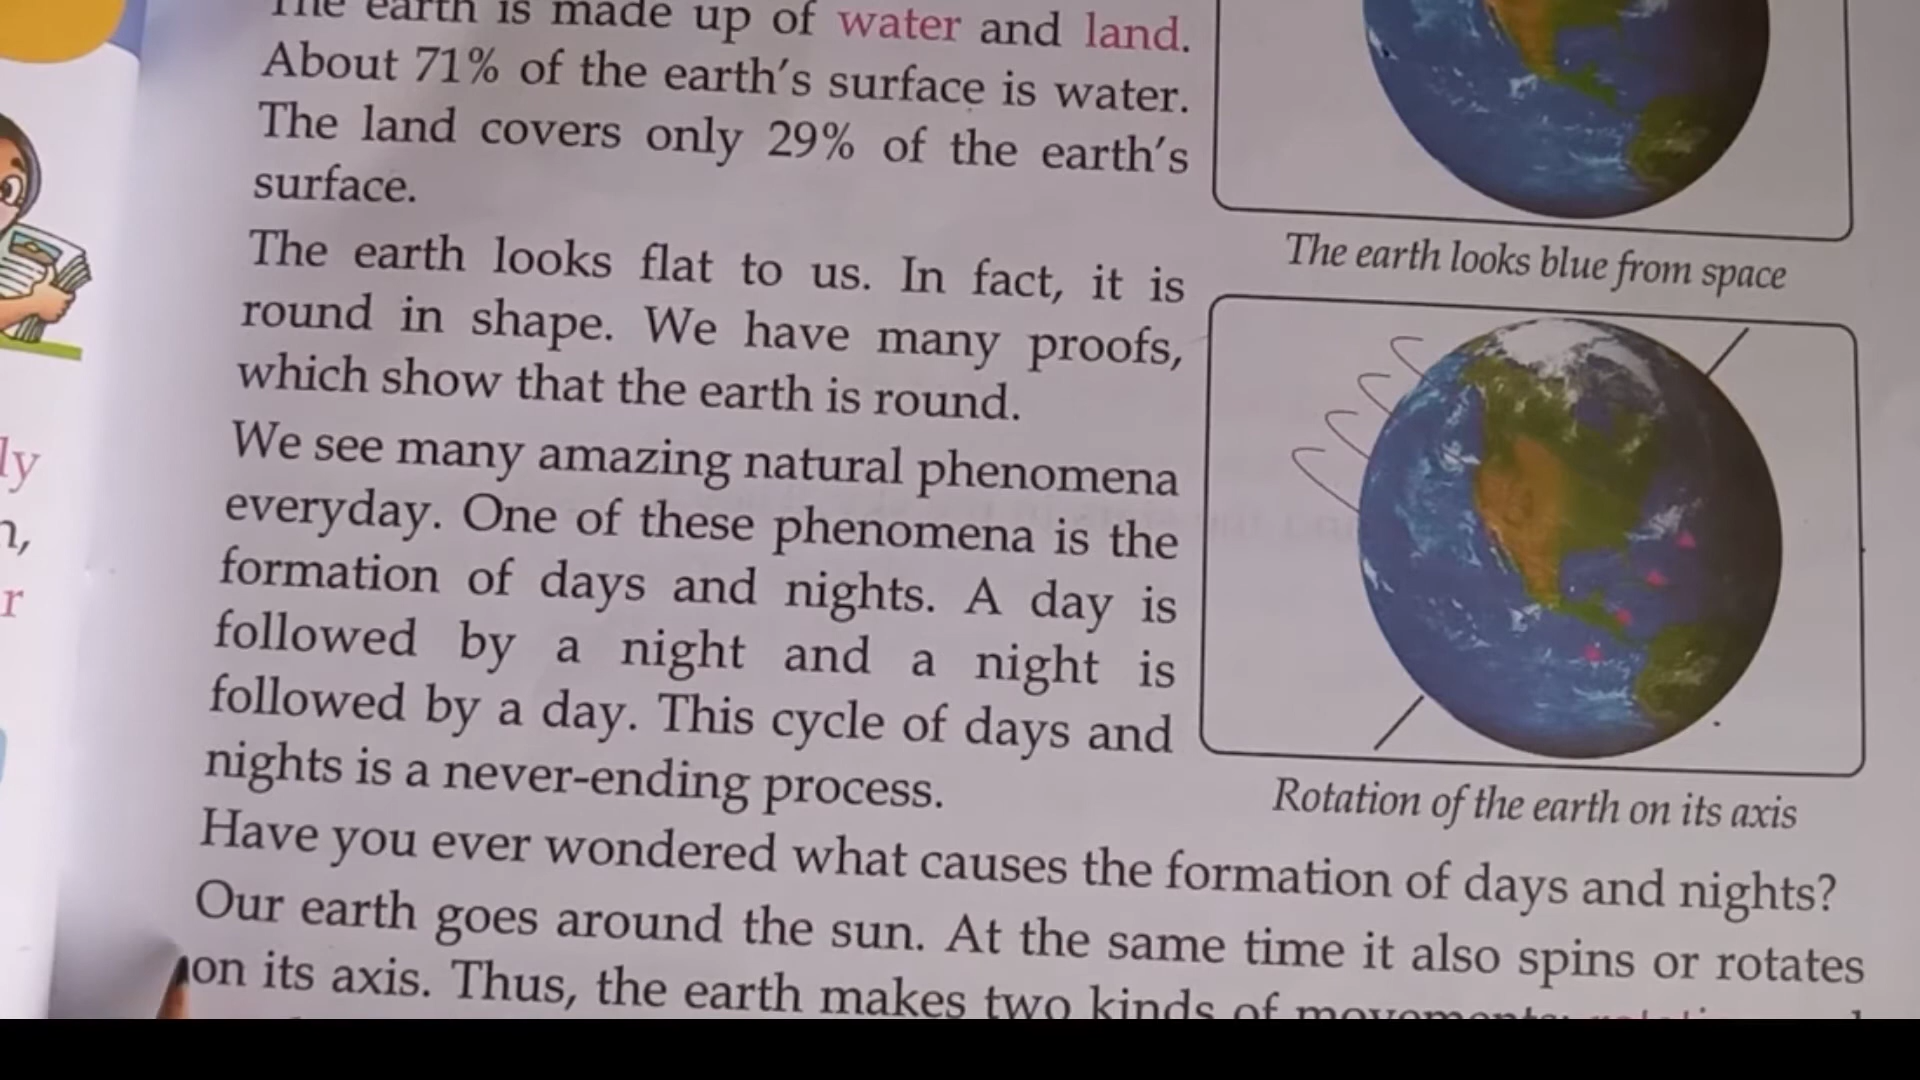 ly
n,
r
The earth is made up of water and land.
About 71% of the earth's surface is water.
The land covers only 29% of the earth's
surface.
The earth looks flat to us. In fact, it is
round in shape. We have many proofs,
which show that the earth is round.
We see many amazing natural phenomena
everyday. One of these phenomena is the
formation of days and nights. A day is
followed by a night and a night is
followed by a day. This cycle of days and
nights is a never-ending process.
The earth looks blue from space
Rotation of the earth on its axis
Have you ever wondered what causes the formation of days and nights?
Our earth goes around the sun. At the same time it also spins or rotates
on its axis. Thus, the earth makes two kinds of movements: